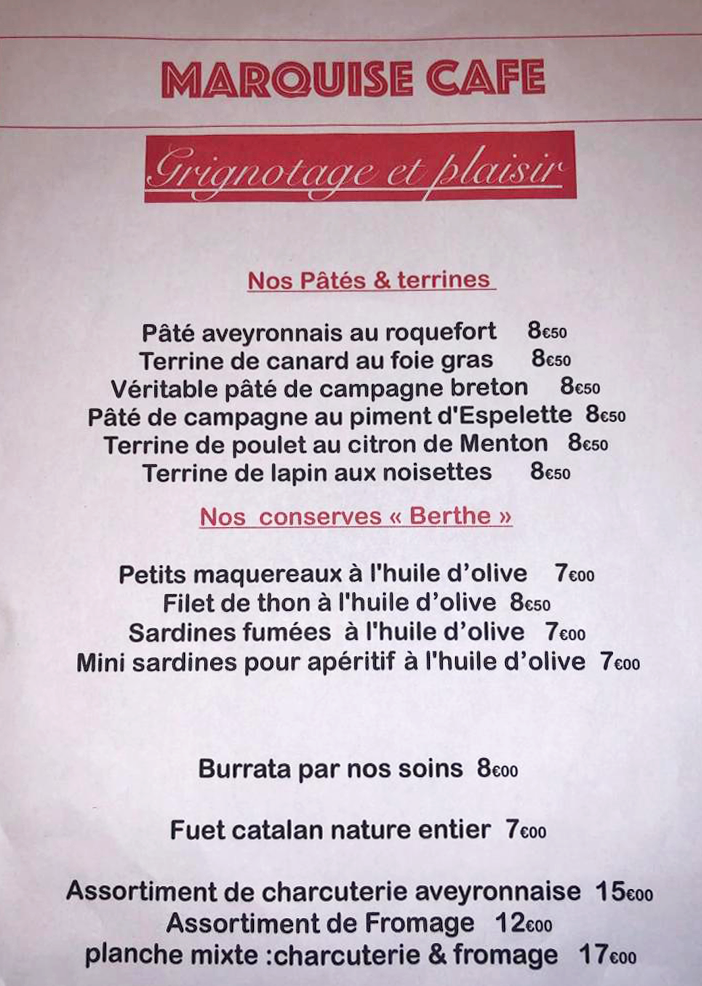 MARQUISE CAFE
Grignotage et plaisir
Nos Pâtés & terrines
Pâté aveyronnais au roquefort 8€50
Terrine de canard au foie gras 8€50
Véritable pâté de campagne breton 8€50
Pâté de campagne au piment d'Espelette 8€50
Terrine de poulet au citron de Menton 8€50
Terrine de lapin aux noisettes 8€50
Nos conserves « Berthe »
Petits maquereaux à l'huile d’olive 7€00
Filet de thon à l'huile d’olive 8€50
Sardines fumées à l'huile d’olive 7€00
Mini sardines pour apéritif à l'huile d’olive 7€00
Burrata par nos soins 8€00
Fuet catalan nature entier 7€00
Assortiment de charcuterie aveyronnaise 15€00
Assortiment de Fromage 12€00
planche mixte :charcuterie & fromage 17€00